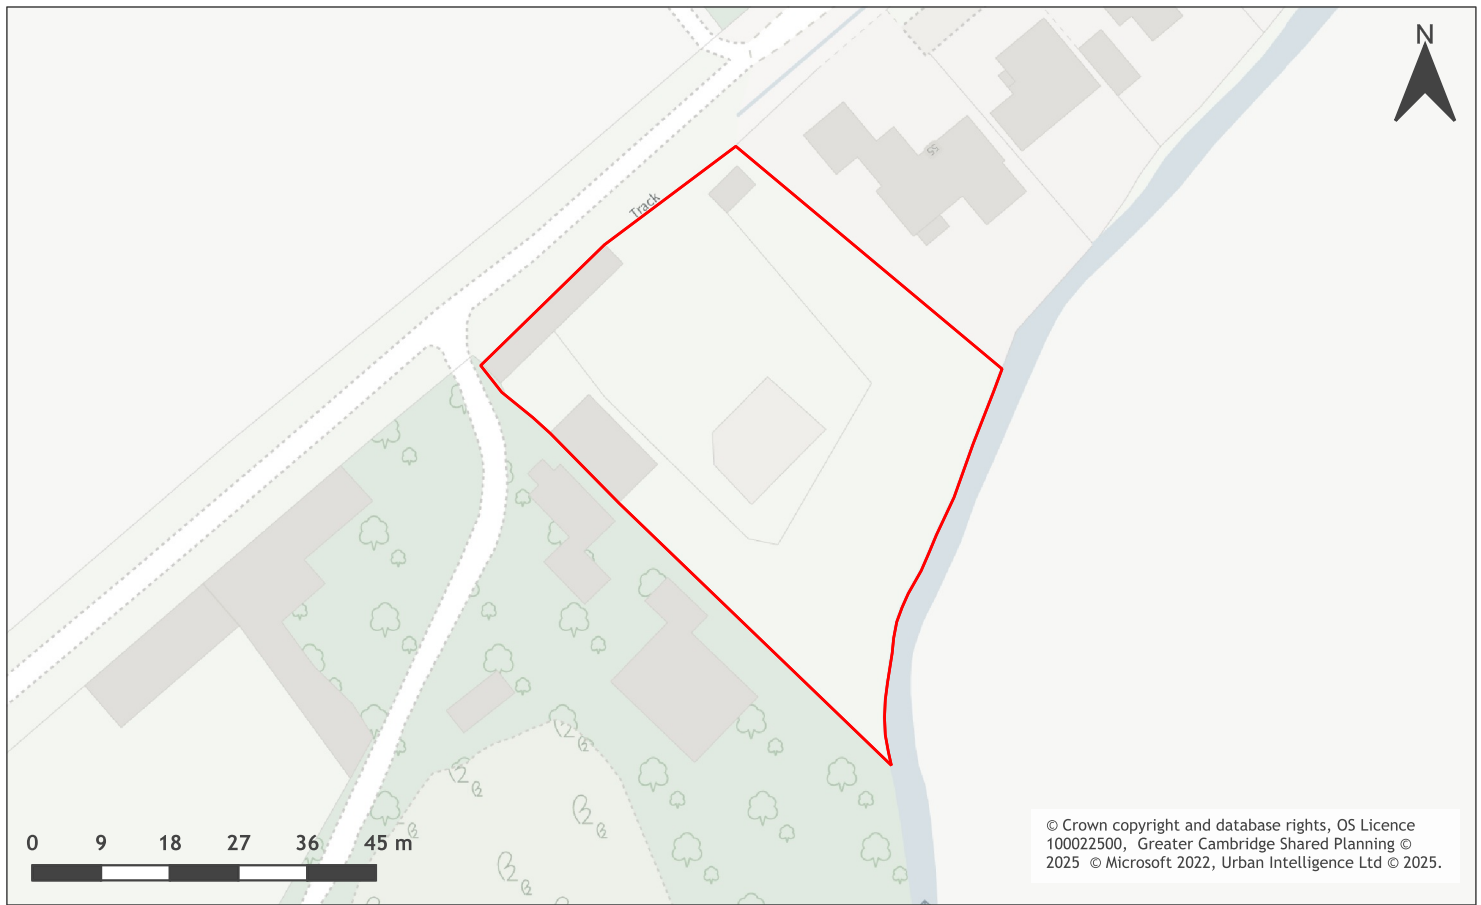 N
55
Track
0 9 18 27 36 45 m
© Crown copyright and database rights, OS Licence
100022500, Greater Cambridge Shared Planning ©
2025 © Microsoft 2022, Urban Intelligence Ltd © 2025.